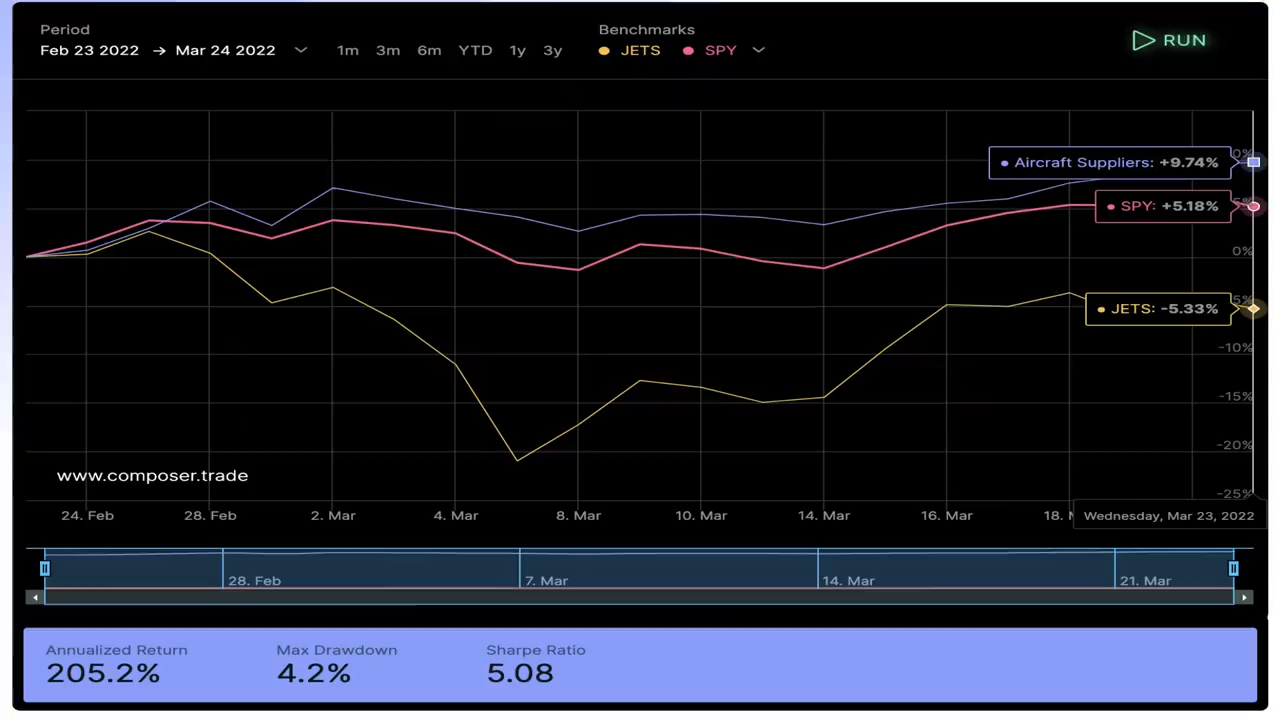 Period
Benchmarks
Feb 23 2022 → Mar 24 2022
1m 3m 6m YTD 1y 3y
JETS SPY
RUN
Aircraft Suppliers: +9.74%
SPY: +5.18%
0%
JETS: -5.33%
-10%
-15%
-20%
-25%
www.composer.trade
24. Feb 28. Feb 2. Mar 4. Mar 8. Mar 10. Mar 14. Mar 16. Mar 18.
Wednesday, Mar 23, 2022
28. Feb 7. Mar 14. Mar 21. Mar
Annualized Return Max Drawdown Sharpe Ratio
205.2% 4.2% 5.08